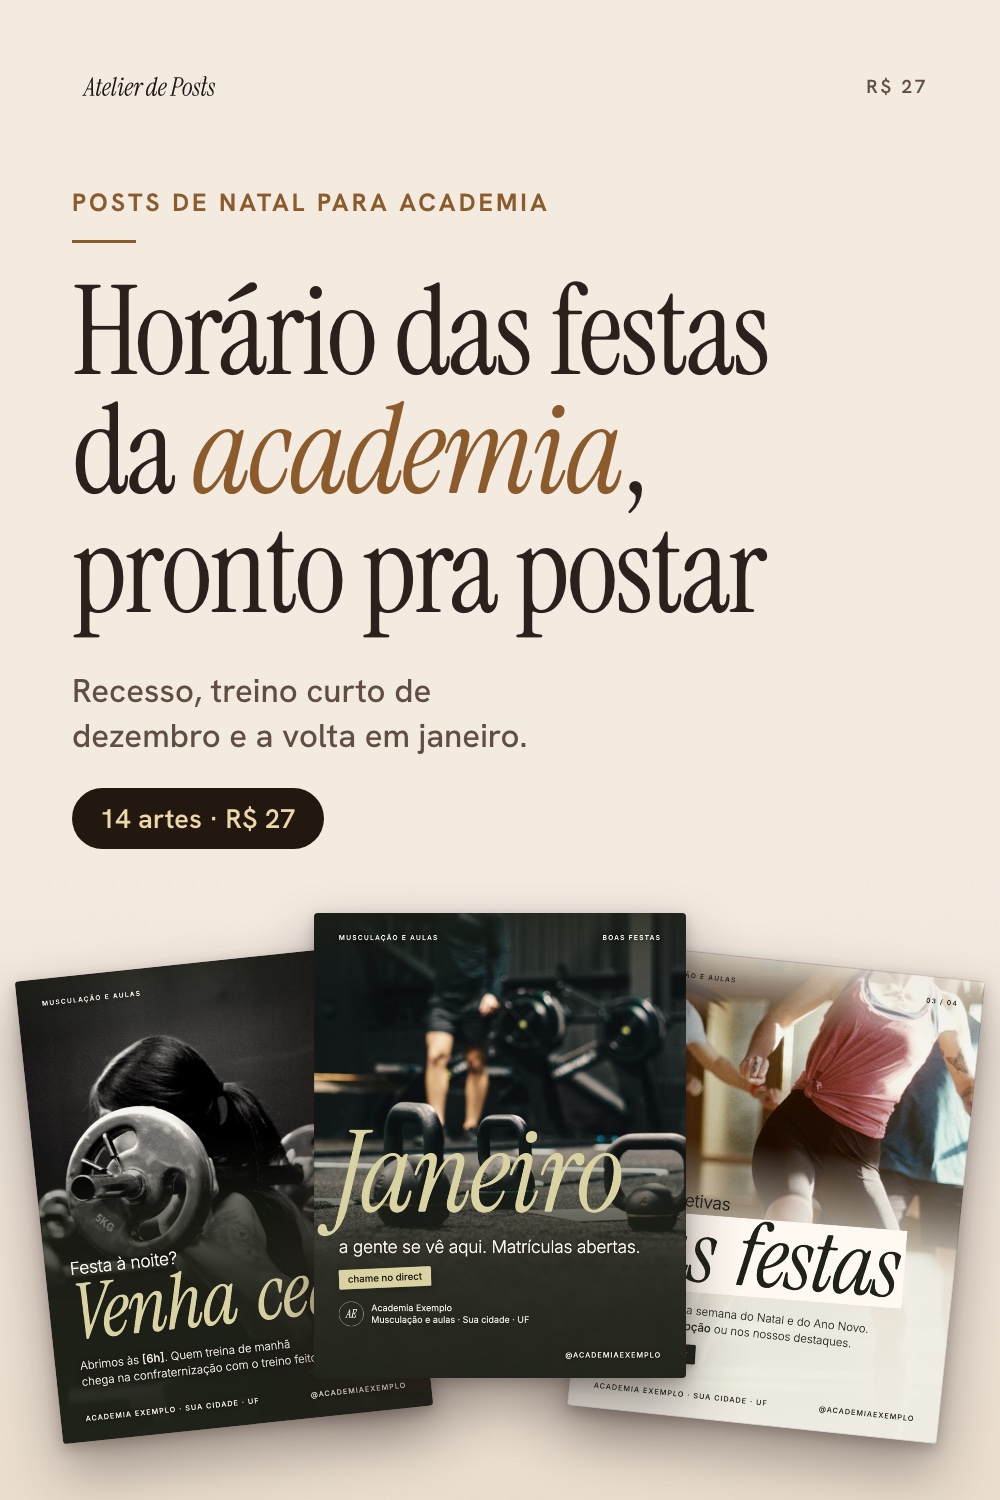 Atelier de Posts
R$ 27
POSTS DE NATAL PARA ACADEMIA
Horário das festas
da academia,
pronto pra postar
Recesso, treino curto de
dezembro e a volta em janeiro.
14 artes · R$ 27
MUSCULAÇÃO E AULAS
5KG
Festa à noite?
Venha
Abrimos às [6h]. Quem treina de manhã
chega na confraternização com o treino
ACADEMIA EXEMPLO · SUA CIDADE · UF
@ACADEMIAEXEMPLO
MUSCULAÇÃO E AULAS
BOAS FESTAS
Janeiro
a gente se vê aqui. Matrículas abertas.
chame no direct
AE
Academia Exemplo
Musculação e aulas · Sua cidade · UF
@ACADEMIAEXEMPLO
E AULAS
03 / 04
festas
a semana do Natal e do Ano Novo.
ou nos nossos destaques.
ACADEMIA EXEMPLO · SUA CIDADE · UF
@ACADEMIAEXEMPLO